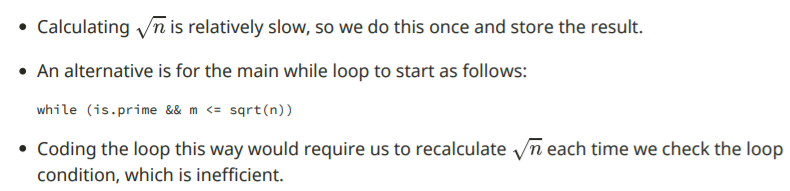 • Calculating √n is relatively slow, so we do this once and store the result.
• An alternative is for the main while loop to start as follows:
while (is.prime && m <= sqrt(n))
• Coding the loop this way would require us to recalculate √n each time we check the loop
condition, which is inefficient.